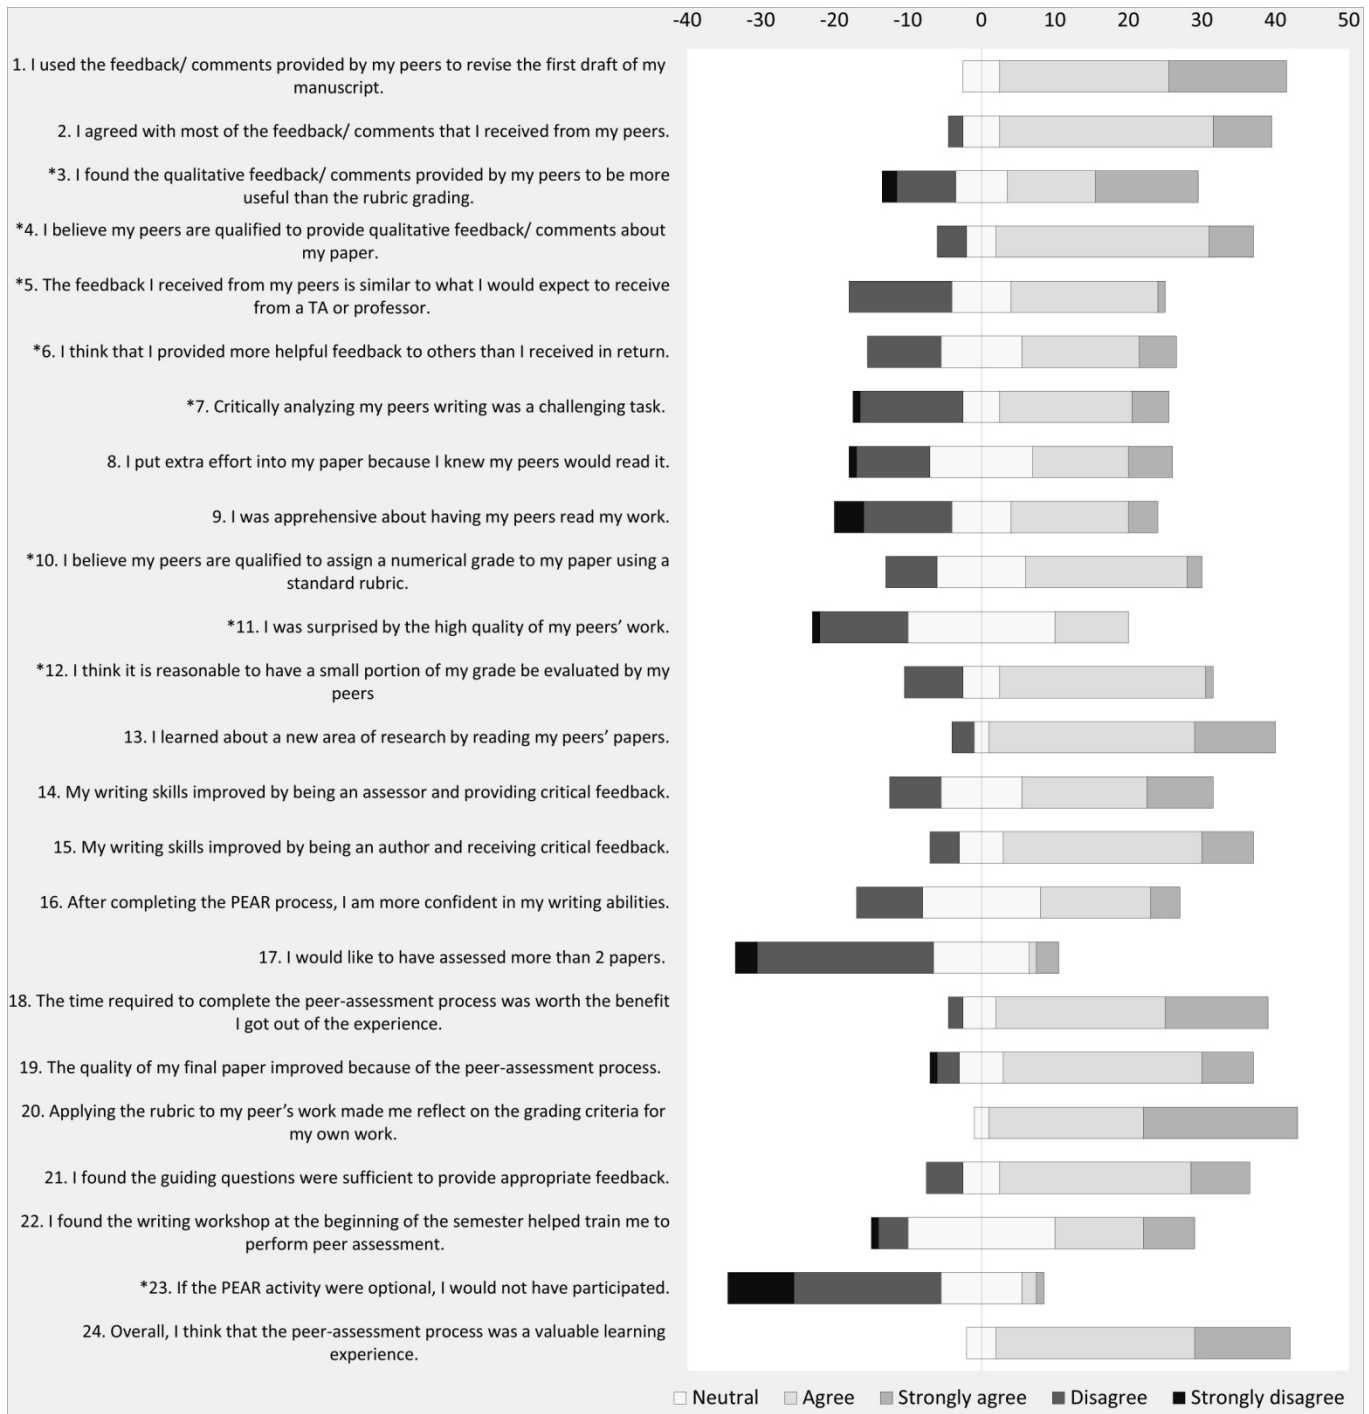 -40 -30 -20 -10 0 10 20 30 40 50
1. I used the feedback/ comments provided by my peers to revise the first draft of my
manuscript.
2. I agreed with most of the feedback/ comments that I received from my peers.
*3. I found the qualitative feedback/ comments provided by my peers to be more
useful than the rubric grading.
*4. I believe my peers are qualified to provide qualitative feedback/ comments about
my paper.
*5. The feedback I received from my peers is similar to what I would expect to receive
from a TA or professor.
*6. I think that I provided more helpful feedback to others than I received in return.
*7. Critically analyzing my peers writing was a challenging task.
8. I put extra effort into my paper because I knew my peers would read it.
9. I was apprehensive about having my peers read my work.
*10. I believe my peers are qualified to assign a numerical grade to my paper using a
standard rubric.
*11. I was surprised by the high quality of my peers’ work.
*12. I think it is reasonable to have a small portion of my grade be evaluated by my
peers
13. I learned about a new area of research by reading my peers’ papers.
14. My writing skills improved by being an assessor and providing critical feedback.
15. My writing skills improved by being an author and receiving critical feedback.
16. After completing the PEAR process, I am more confident in my writing abilities.
17. I would like to have assessed more than 2 papers.
18. The time required to complete the peer-assessment process was worth the benefit
I got out of the experience.
19. The quality of my final paper improved because of the peer-assessment process.
20. Applying the rubric to my peer’s work made me reflect on the grading criteria for
my own work.
21. I found the guiding questions were sufficient to provide appropriate feedback.
22. I found the writing workshop at the beginning of the semester helped train me to
perform peer assessment.
*23. If the PEAR activity were optional, I would not have participated.
24. Overall, I think that the peer-assessment process was a valuable learning
experience.
Neutral Agree Strongly agree Disagree Strongly disagree